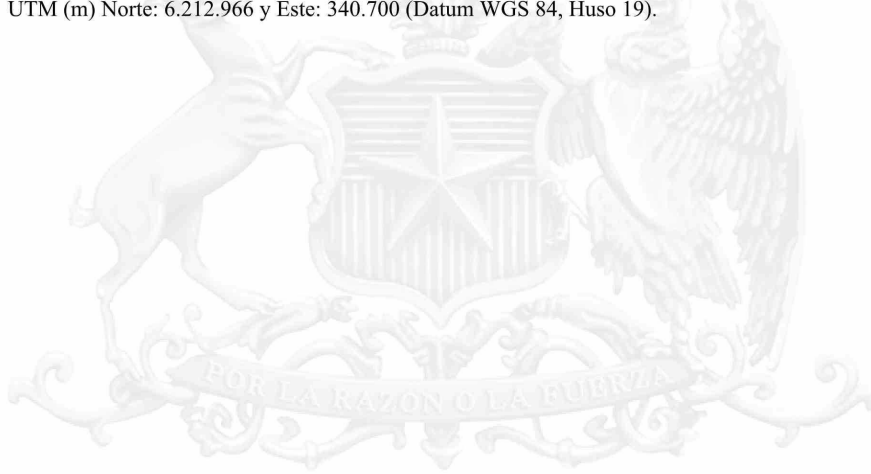 UTM (m) Norte: 6.212.966 y Este: 340.700 (Datum WGS 84, Huso 19).
POR LA RAZON O LA FUERZA